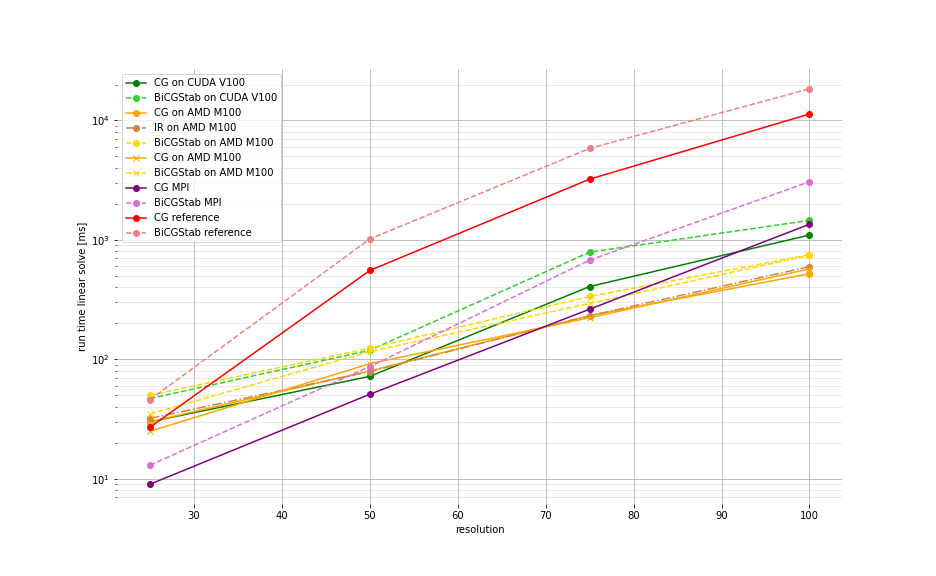 CG on CUDA V100
BiCGStab on CUDA V100
CG on AMD M100
IR on AMD M100
BiCGStab on AMD M100
CG on AMD M100
BiCGStab on AMD M100
CG MPI
BiCGStab MPI
CG reference
BiCGStab reference
run time linear solve [ms]
10⁴
10³
10²
10¹
30 40 50 60 70 80 90 100
resolution